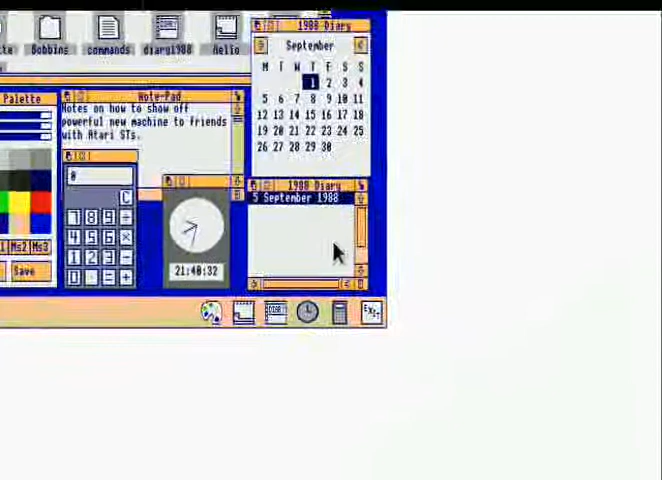 Bobbins
commands
diary1988
Hello
1988 Diary
September
M T W T F S S
1 2 3 4
5 6 7 8 9 10 11
12 13 14 15 16 17 18
19 20 21 22 23 24 25
26 27 28 29 30
Palette
Note-Pad
Notes on how to show off
powerful new machine to friends
with Atari STs.
0
C
7 8 9 ÷
4 5 6 ×
1 2 3 -
0 . = +
21:40:32
1988 Diary
5 September 1988
Ms2 Ms3
Save
DIARY
EXIT